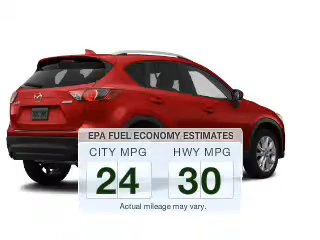 EPA FUEL ECONOMY ESTIMATES
CITY MPG HWY MPG
24 30
Actual mileage may vary.